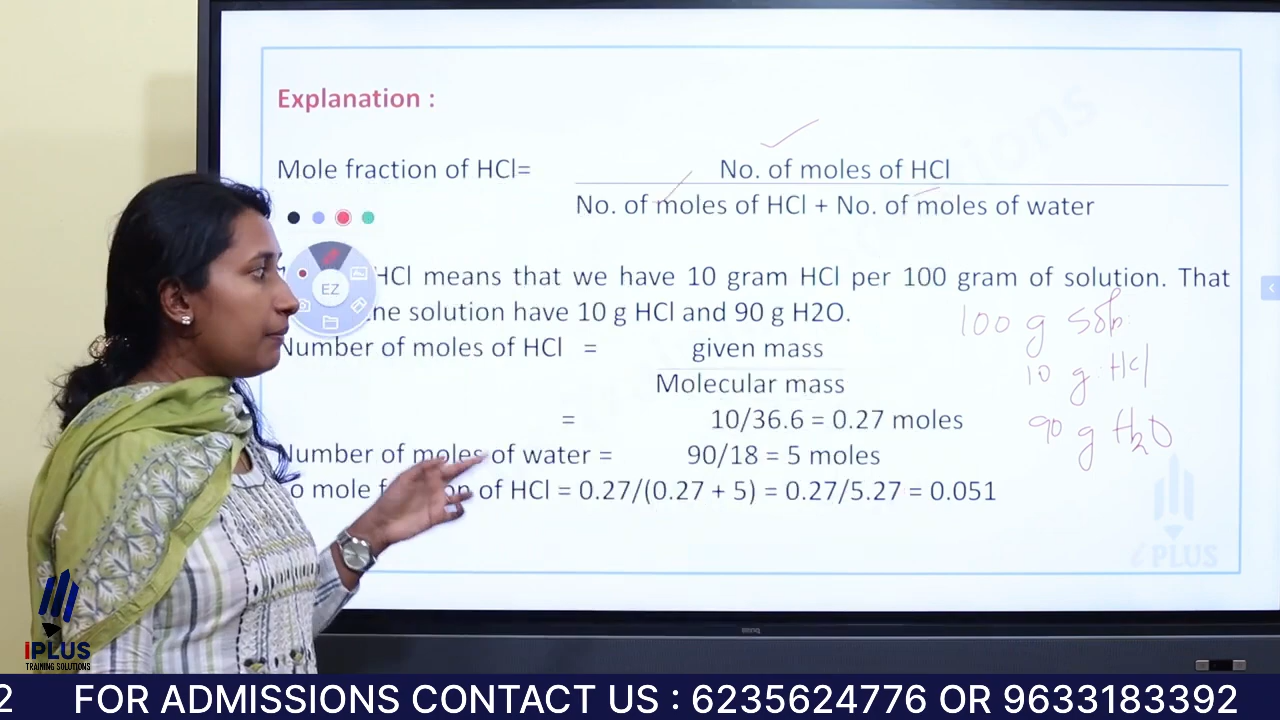 Explanation :
Mole fraction of HCl= No. of moles of HCl
No. of moles of HCl + No. of moles of water
EZ
HCl means that we have 10 gram HCl per 100 gram of solution. That
solution have 10 g HCl and 90 g H2O.
100 g soln.
Number of moles of HCl = given mass
10 g HCl
Molecular mass
= 10/36.6 = 0.27 moles
90 g H2O
Number of moles of water = 90/18 = 5 moles
mole of HCl = 0.27/(0.27 + 5) = 0.27/5.27 = 0.051
iPLUS
iPLUS
TRAINING SOLUTIONS
BenQ
2 FOR ADMISSIONS CONTACT US : 6235624776 OR 9633183392